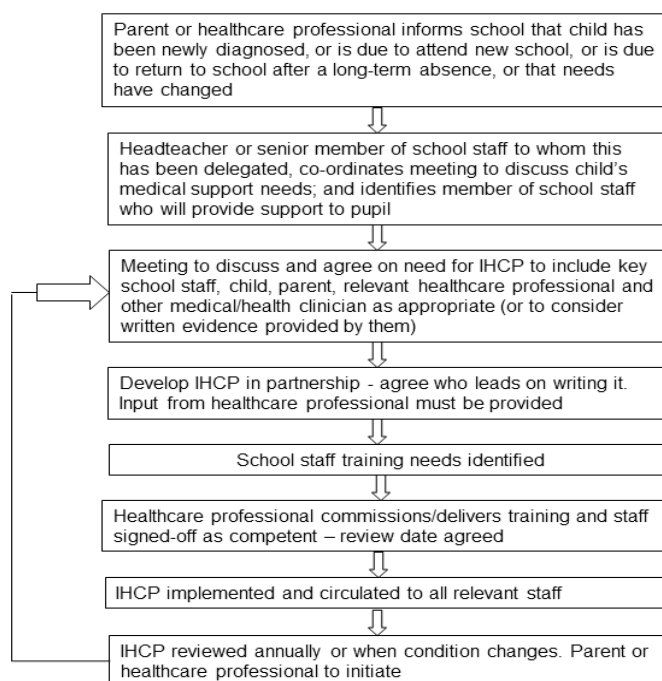 Parent or healthcare professional informs school that child has
been newly diagnosed, or is due to attend new school, or is due
to return to school after a long-term absence, or that needs
have changed
Headteacher or senior member of school staff to whom this
has been delegated, co-ordinates meeting to discuss child's
medical support needs; and identifies member of school staff
who will provide support to pupil
Meeting to discuss and agree on need for IHCP to include key
school staff, child, parent, relevant healthcare professional and
other medical/health clinician as appropriate (or to consider
written evidence provided by them)
Develop IHCP in partnership - agree who leads on writing it.
Input from healthcare professional must be provided
School staff training needs identified
Healthcare professional commissions/delivers training and staff
signed-off as competent – review date agreed
IHCP implemented and circulated to all relevant staff
IHCP reviewed annually or when condition changes. Parent or
healthcare professional to initiate